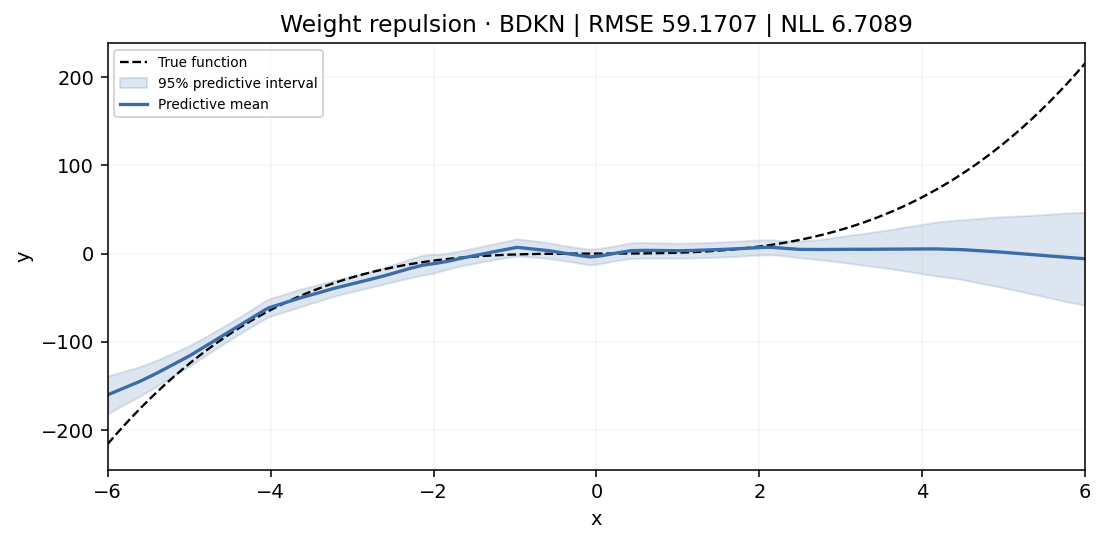 Weight repulsion · BDKN | RMSE 59.1707 | NLL 6.7089
True function
95% predictive interval
Predictive mean
200
100
0
−100
−200
y
−6 −4 −2 0 2 4 6
x